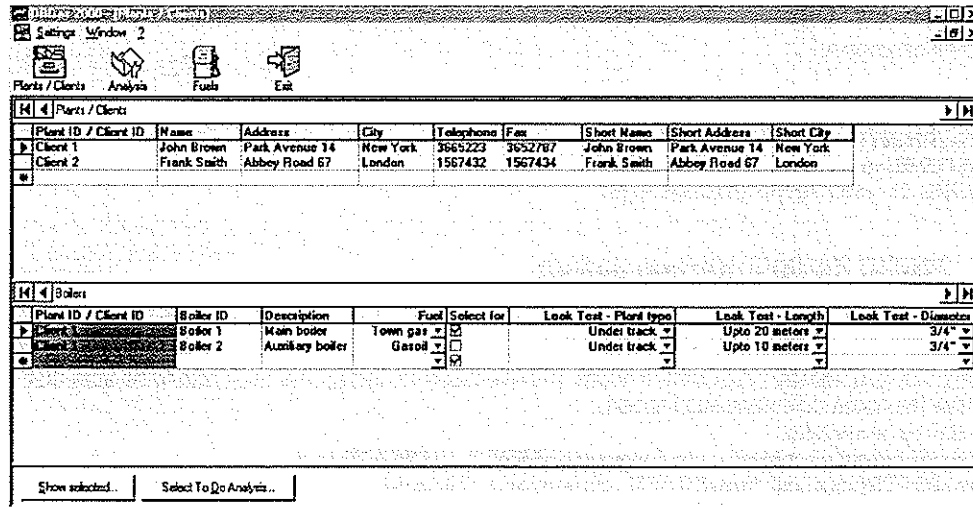 Settings Window ?
Plants / Clients Analysis Fuels Exit
Plants / Clients
Plant ID / Client ID Name Address City Telephone Fax Short Name Short Address Short City
Client 1 John Brown Park Avenue 14 New York 3665223 3652787 John Brown Park Avenue 14 New York
Client 2 Frank Smith Abbey Road 67 London 1567432 1567434 Frank Smith Abbey Road 67 London
Boilers
Plant ID / Client ID Boiler ID Description Fuel Select for Leak Test - Plant type Leak Test - Length Leak Test - Diameter
Client 1 Boiler 1 Main boiler Town gas Under track Upto 20 meters 3/4"
Client 1 Boiler 2 Auxiliary boiler Gasoil Under track Upto 10 meters 3/4"
Show selected... Select To Do Analysis...